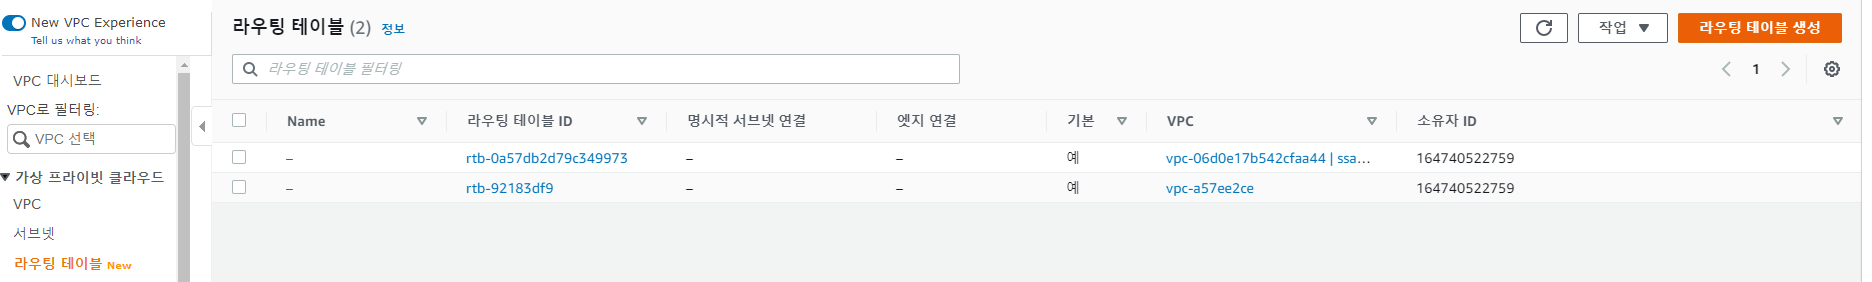 New VPC Experience
Tell us what you think
VPC 대시보드
VPC로 필터링:
VPC 선택
가상 프라이빗 클라우드
VPC
서브넷
라우팅 테이블 New
라우팅 테이블 (2) 정보
작업
라우팅 테이블 생성
라우팅 테이블 필터링
1
Name 라우팅 테이블 ID 명시적 서브넷 연결 엣지 연결 기본 VPC 소유자 ID
– rtb-0a57db2d79c349973 – – 예 vpc-06d0e17b542cfaa44 | ssa... 164740522759
– rtb-92183df9 – – 예 vpc-a57ee2ce 164740522759